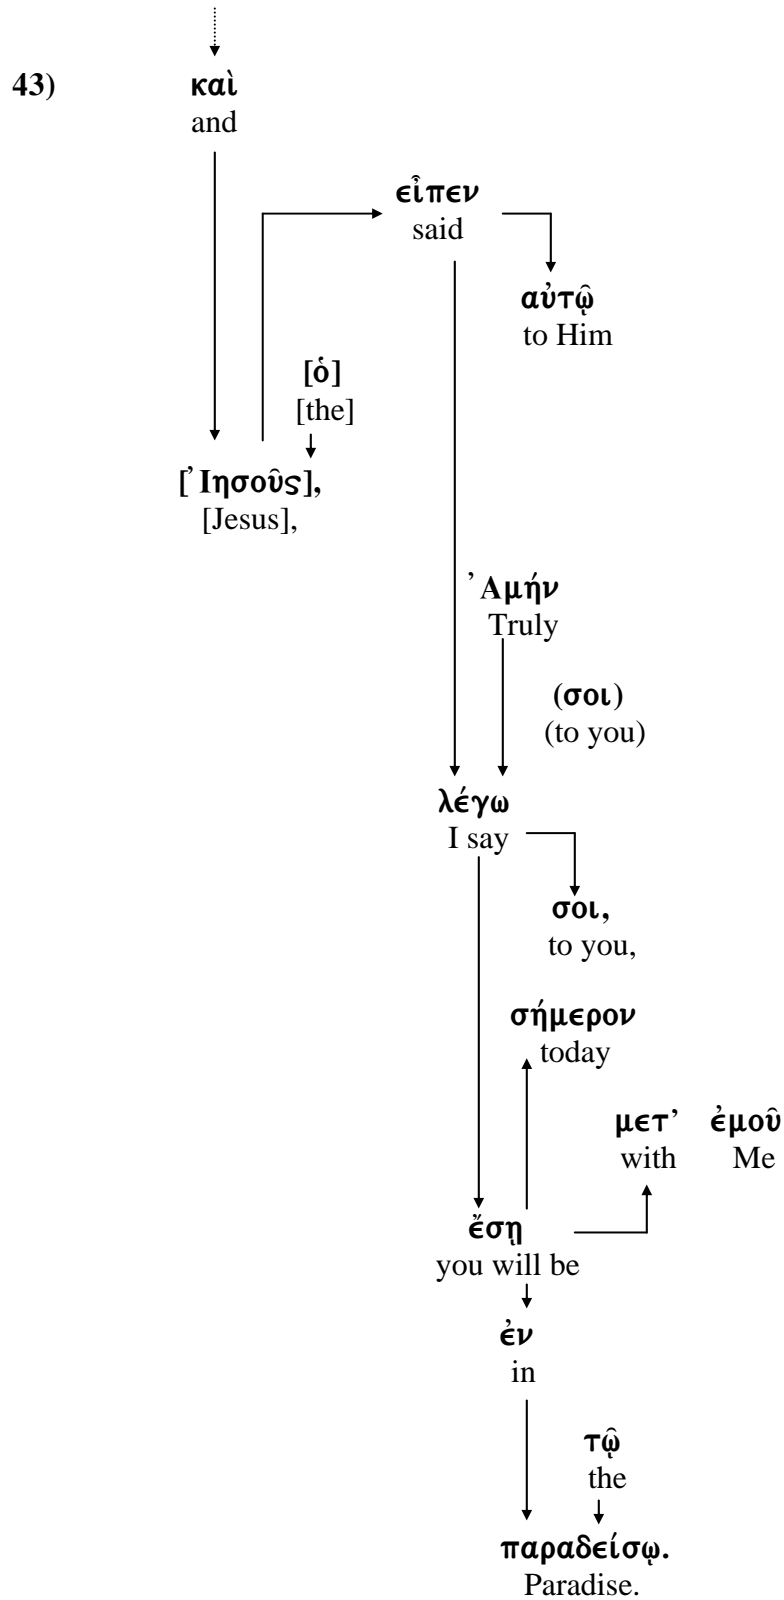 43) καὶ
and
εἶπεν
said
αὐτῷ
to Him
[ὁ]
[the]
[Ἰησοῦς],
[Jesus],
Ἀμήν
Truly
(σοι)
(to you)
λέγω
I say
σοι,
to you,
σήμερον
today
μετ’ ἐμοῦ
with Me
ἔσῃ
you will be
ἐν
in
τῷ
the
παραδείσῳ.
Paradise.